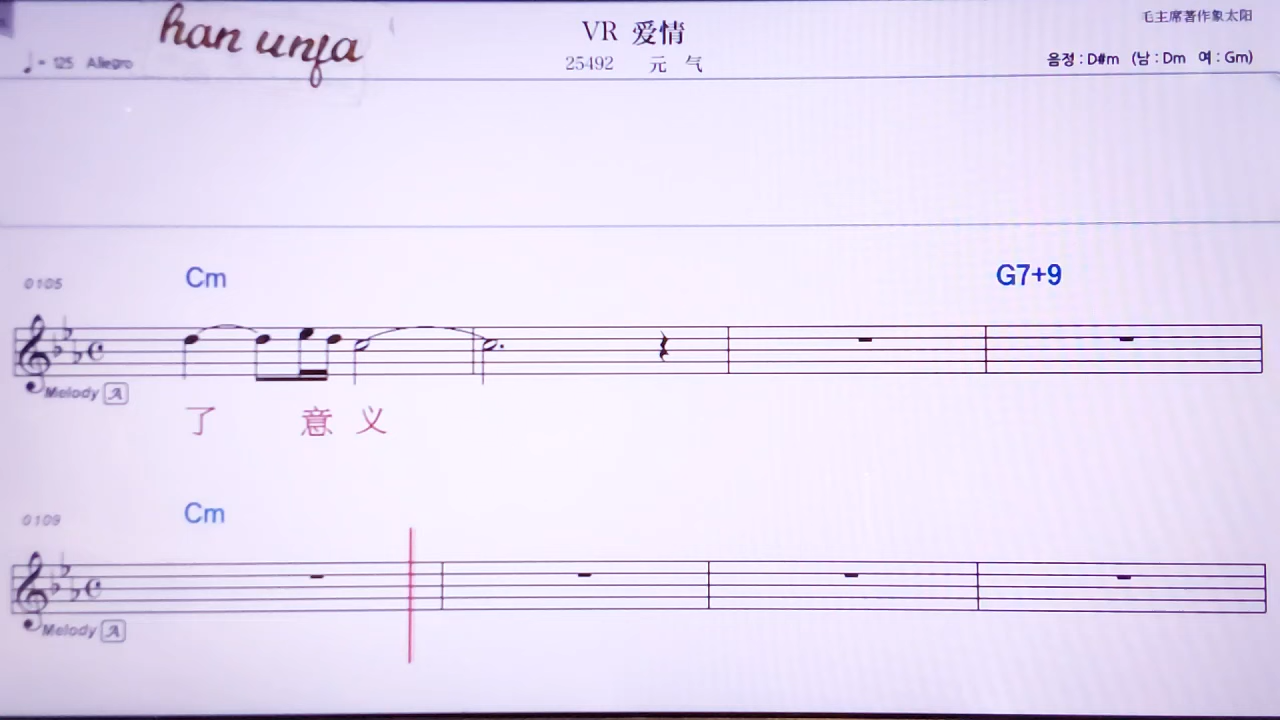 han unfa
VR 爱情
毛主席著作象太阳
♩= 125 Allegro
25492 元 气
음정 : D#m (남 : Dm 여 : Gm)
0105
Cm
G7+9
Melody A
了 意 义
0109
Cm
Melody A